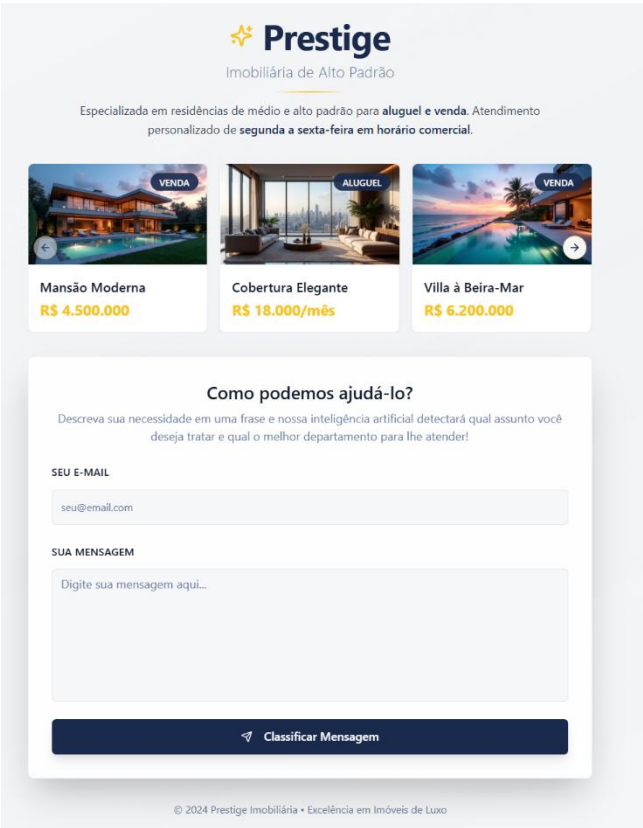 Prestige
Imobiliária de Alto Padrão
Especializada em residências de médio e alto padrão para aluguel e venda. Atendimento
personalizado de segunda a sexta-feira em horário comercial.
VENDA
ALUGUEL
VENDA
Mansão Moderna
R$ 4.500.000
Cobertura Elegante
R$ 18.000/mês
Villa à Beira-Mar
R$ 6.200.000
Como podemos ajudá-lo?
Descreva sua necessidade em uma frase e nossa inteligência artificial detectará qual assunto você
deseja tratar e qual o melhor departamento para lhe atender!
SEU E-MAIL
seu@email.com
SUA MENSAGEM
Digite sua mensagem aqui...
Classificar Mensagem
© 2024 Prestige Imobiliária • Excelência em Imóveis de Luxo